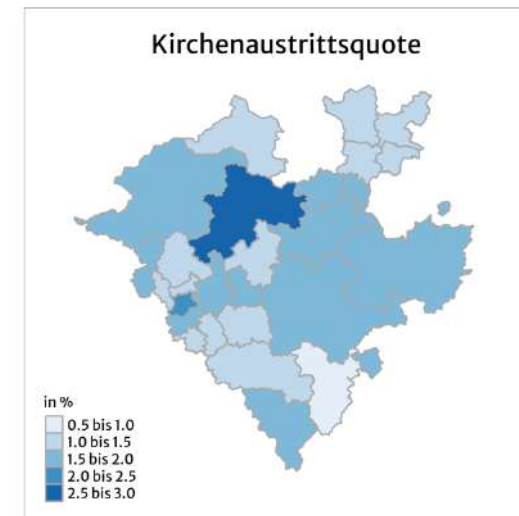 Kirchenaustrittsquote
in %
0.5 bis 1.0
1.0 bis 1.5
1.5 bis 2.0
2.0 bis 2.5
2.5 bis 3.0